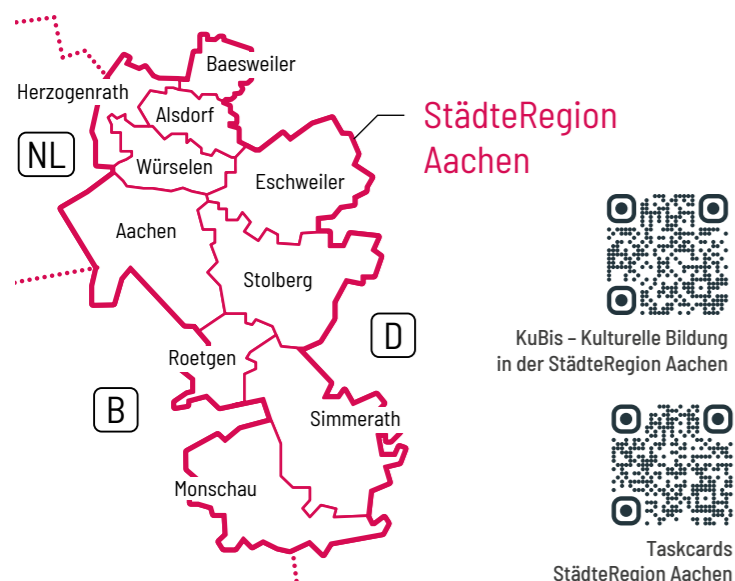 Baesweiler
Herzogenrath
Alsdorf
StädteRegion
Aachen
NL
Würselen
Eschweiler
Aachen
Stolberg
D
KuBis – Kulturelle Bildung
in der StädteRegion Aachen
Roetgen
B
Simmerath
Monschau
Taskcards
StädteRegion Aachen